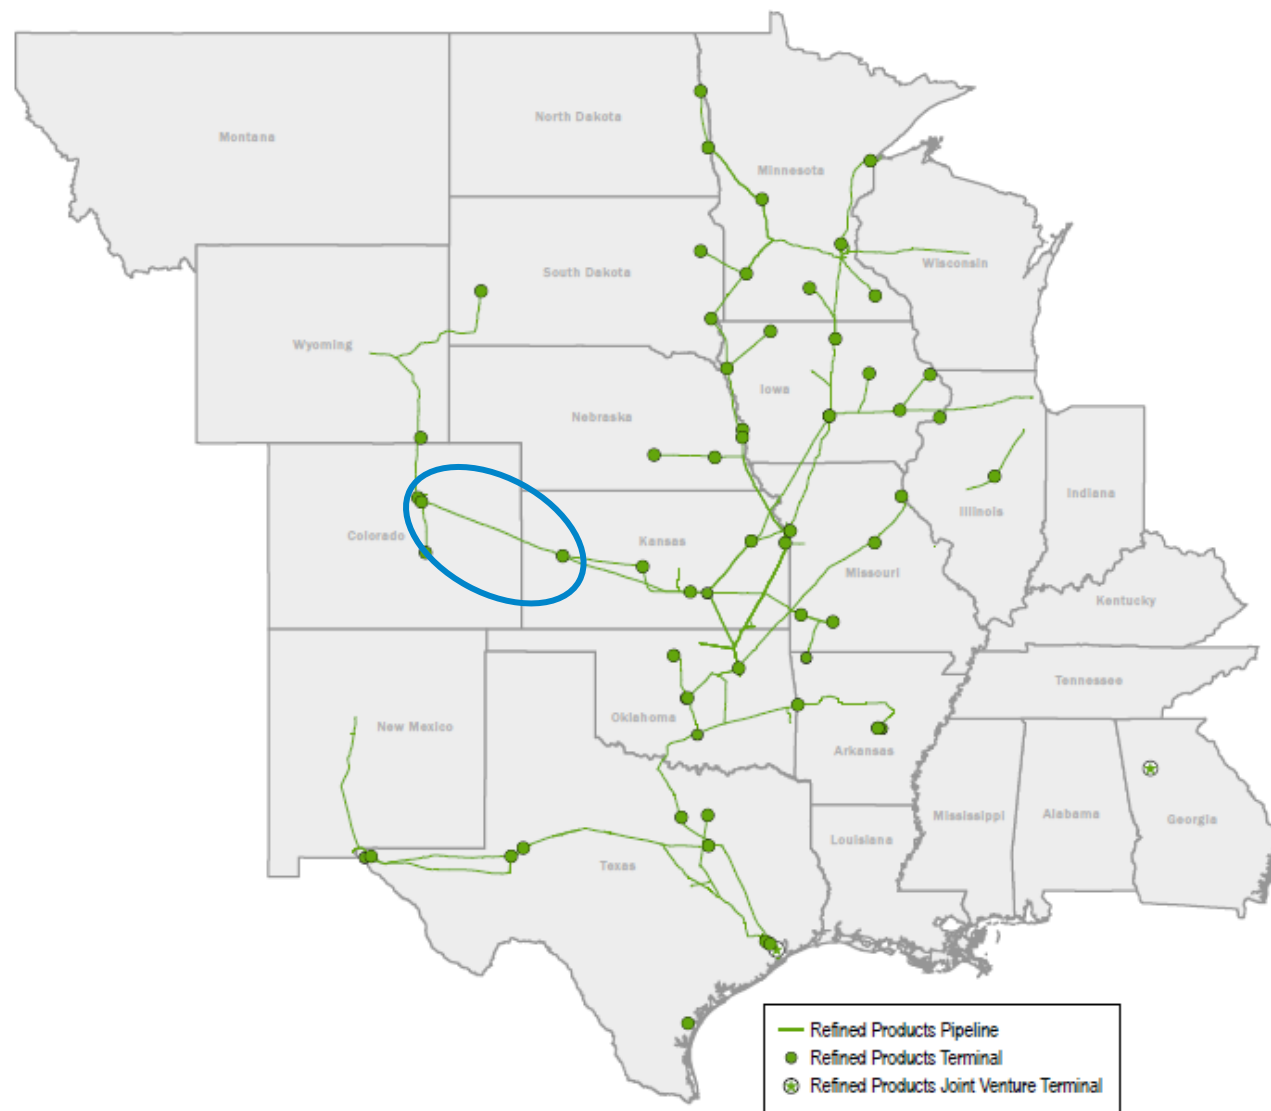 North Dakota
Montana
Minnesota
Wisconsin
South Dakota
Wyoming
Iowa
Nebraska
Indiana
Illinois
Colorado
Kansas
Missouri
Kentucky
Tennessee
Oklahoma
New Mexico
Arkansas
Mississippi
Alabama
Georgia
Louisiana
Texas
Refined Products Pipeline
Refined Products Terminal
Refined Products Joint Venture Terminal